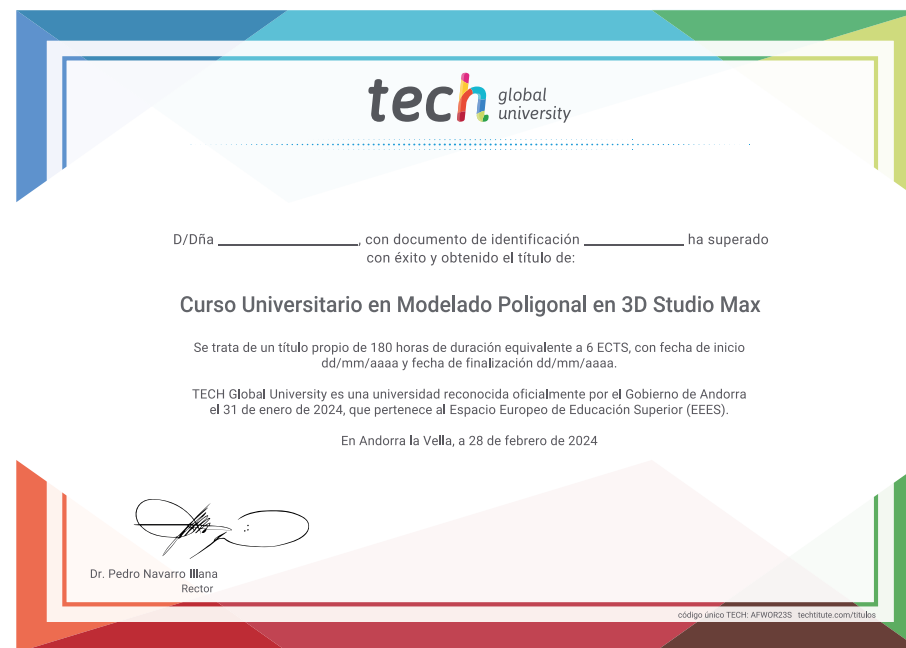 tech global university
D/Dña ______________, con documento de identificación __________ ha superado
con éxito y obtenido el título de:
Curso Universitario en Modelado Poligonal en 3D Studio Max
Se trata de un título propio de 180 horas de duración equivalente a 6 ECTS, con fecha de inicio
dd/mm/aaaa y fecha de finalización dd/mm/aaaa.
TECH Global University es una universidad reconocida oficialmente por el Gobierno de Andorra
el 31 de enero de 2024, que pertenece al Espacio Europeo de Educación Superior (EEES).
En Andorra la Vella, a 28 de febrero de 2024
Dr. Pedro Navarro Illana
Rector
código único TECH: AFWOR23S techtitute.com/titulos